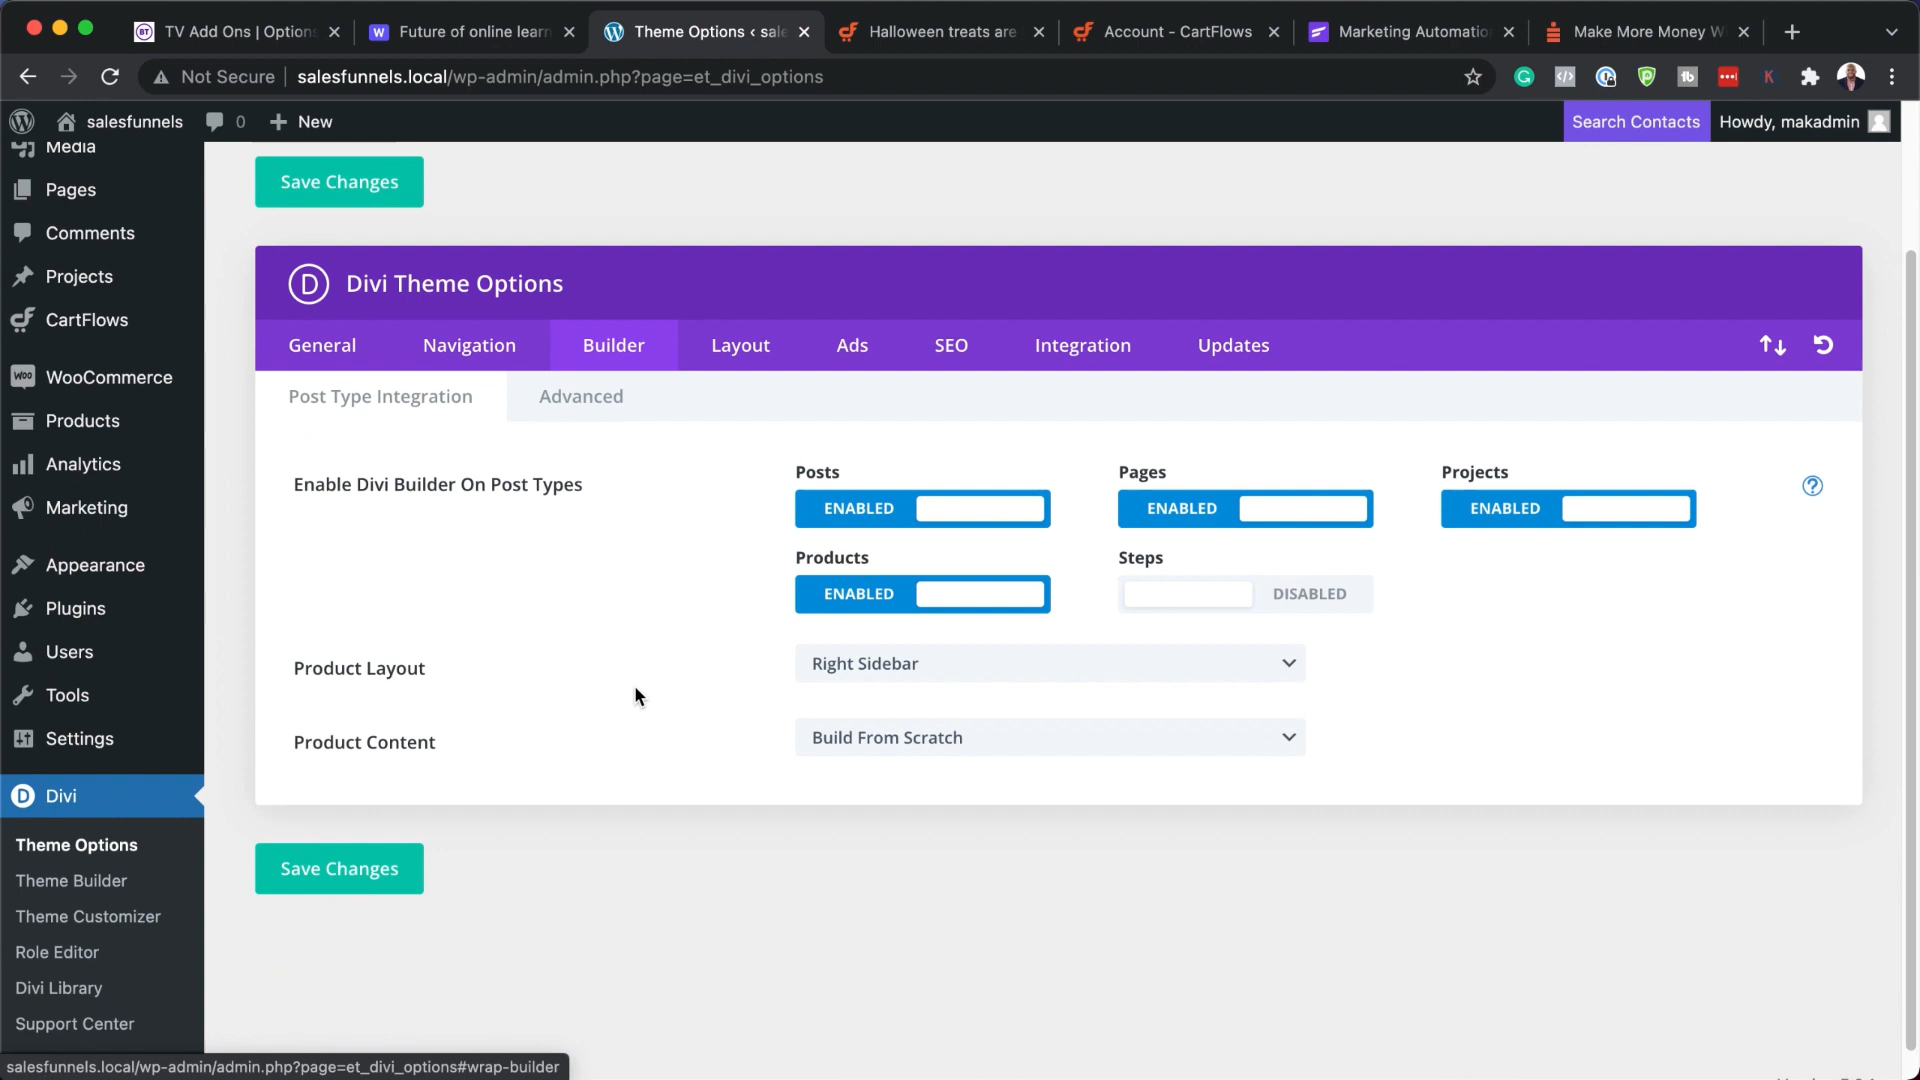 TV Add Ons | Option
Future of online learn
Theme Options ‹ sale
Halloween treats are
Account - CartFlows
Marketing Automatio
Make More Money W
Not Secure
salesfunnels.local/wp-admin/admin.php?page=et_divi_options
salesfunnels
0
New
Search Contacts
Howdy, makadmin
Media
Pages
Comments
Projects
CartFlows
WooCommerce
Products
Analytics
Marketing
Appearance
Plugins
Users
Tools
Settings
Divi
Theme Options
Theme Builder
Theme Customizer
Role Editor
Divi Library
Support Center
Save Changes
D Divi Theme Options
General Navigation Builder Layout Ads SEO Integration Updates
Post Type Integration Advanced
Enable Divi Builder On Post Types
Posts Pages Projects
ENABLED ENABLED ENABLED
Products Steps
ENABLED DISABLED
Product Layout Right Sidebar
Product Content Build From Scratch
Save Changes
salesfunnels.local/wp-admin/admin.php?page=et_divi_options#wrap-builder